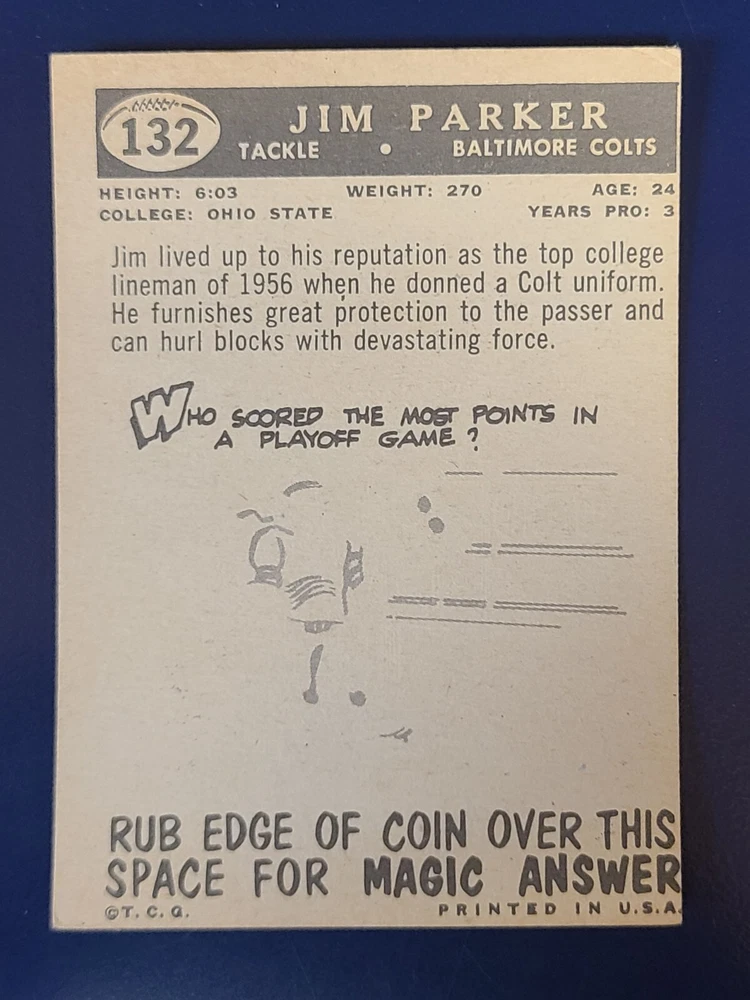 132
JIM PARKER
TACKLE • BALTIMORE COLTS
HEIGHT: 6:03 WEIGHT: 270 AGE: 24
COLLEGE: OHIO STATE YEARS PRO: 3
Jim lived up to his reputation as the top college
lineman of 1956 when he donned a Colt uniform.
He furnishes great protection to the passer and
can hurl blocks with devastating force.
WHO SCORED THE MOST POINTS IN
A PLAYOFF GAME?
RUB EDGE OF COIN OVER THIS
SPACE FOR MAGIC ANSWER
©T. C. G. PRINTED IN U.S.A.